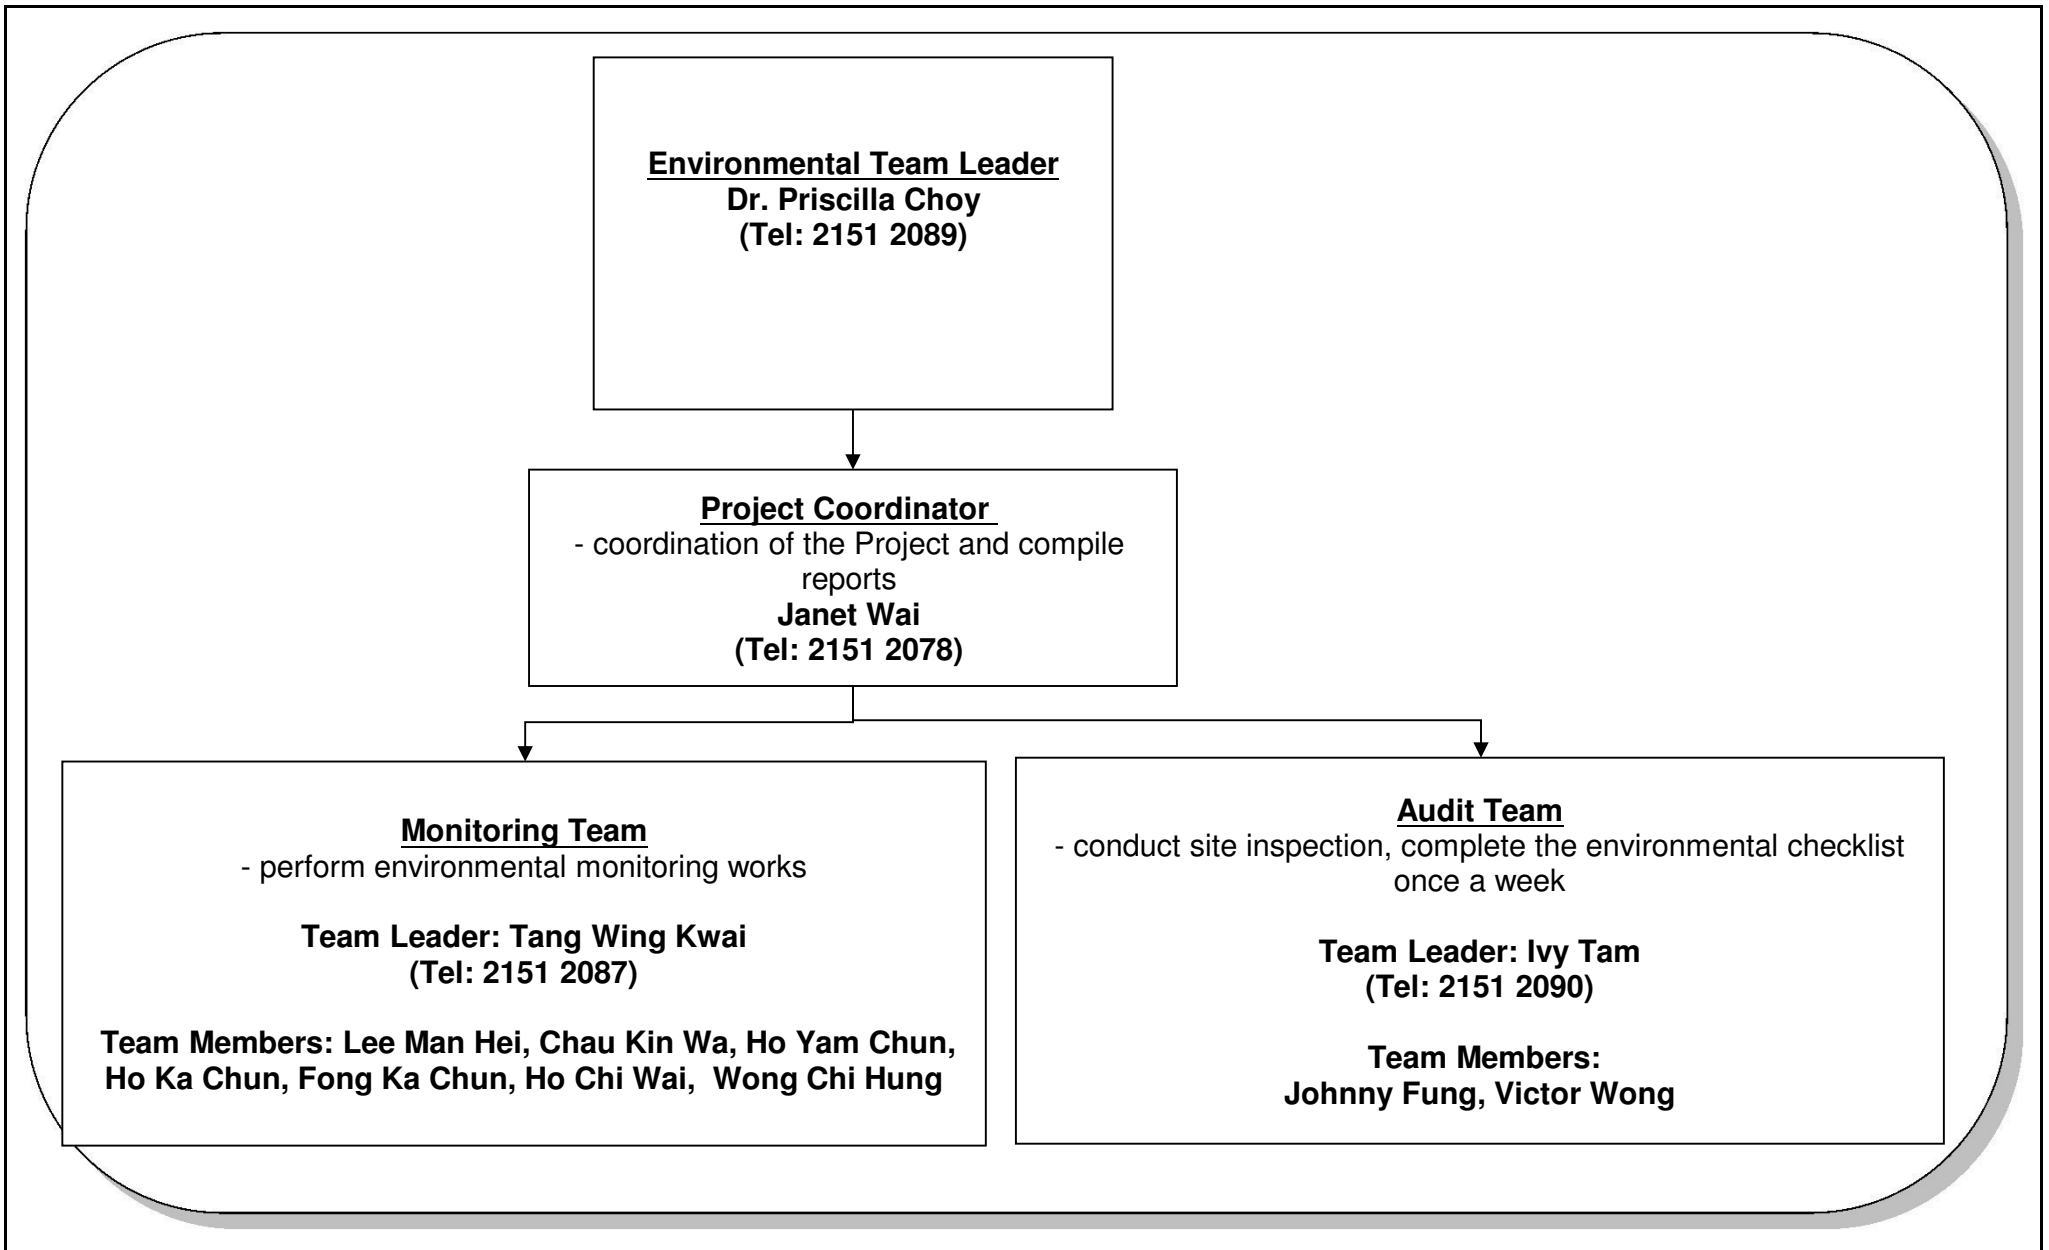 Environmental Team Leader
Dr. Priscilla Choy
(Tel: 2151 2089)
Project Coordinator
- coordination of the Project and compile
reports
Janet Wai
(Tel: 2151 2078)
Monitoring Team
- perform environmental monitoring works
Team Leader: Tang Wing Kwai
(Tel: 2151 2087)
Team Members: Lee Man Hei, Chau Kin Wa, Ho Yam Chun,
Ho Ka Chun, Fong Ka Chun, Ho Chi Wai, Wong Chi Hung
Audit Team
- conduct site inspection, complete the environmental checklist
once a week
Team Leader: Ivy Tam
(Tel: 2151 2090)
Team Members:
Johnny Fung, Victor Wong